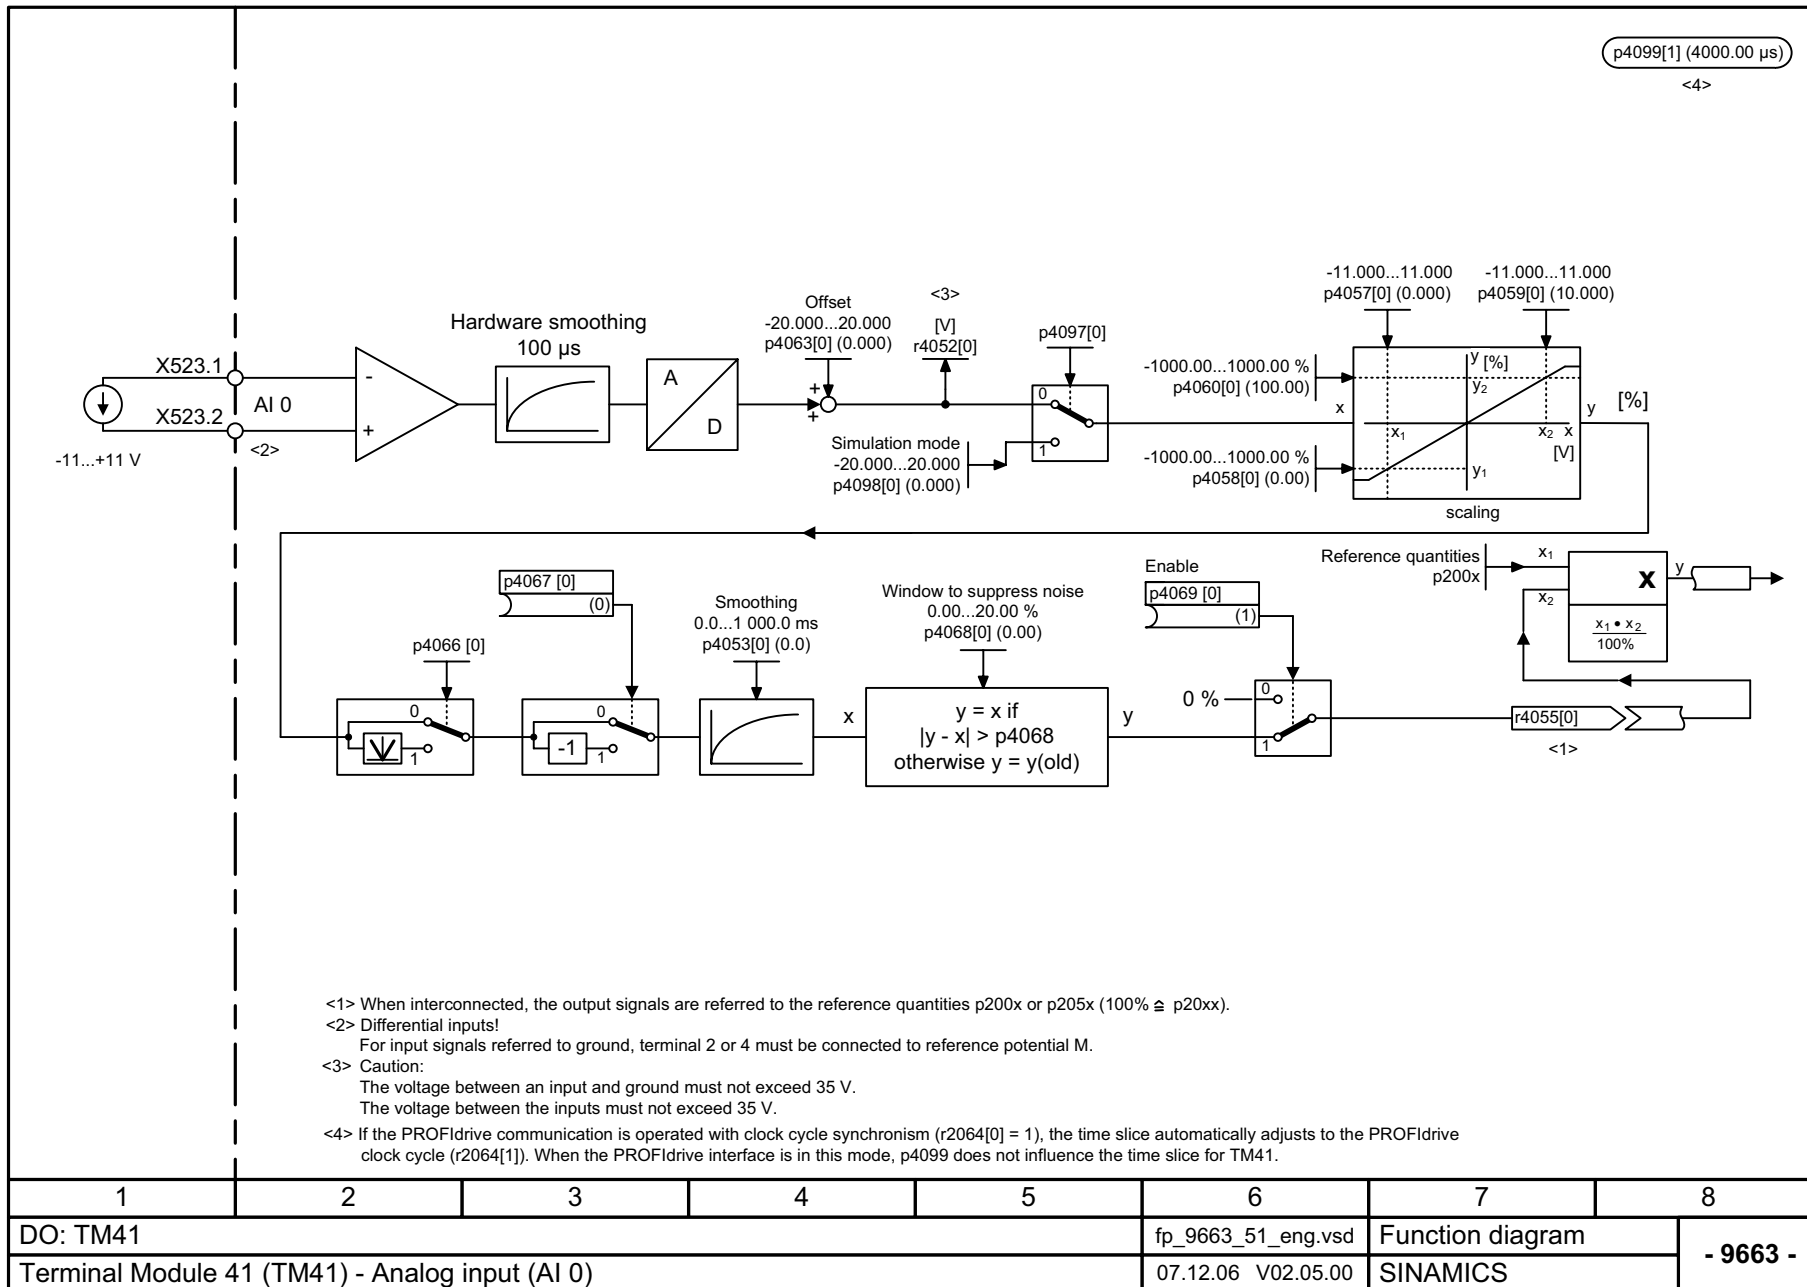 p4099[1] (4000.00 µs)
<4>
-11.000...11.000
p4057[0] (0.000)
-11.000...11.000
p4059[0] (10.000)
Offset
-20.000...20.000
p4063[0] (0.000)
<3>
[V]
r4052[0]
p4097[0]
Hardware smoothing
100 µs
X523.1
X523.2
AI 0
<2>
-11...+11 V
-
+
A
D
+
+
0
1
Simulation mode
-20.000...20.000
p4098[0] (0.000)
-1000.00...1000.00 %
p4060[0] (100.00)
x
-1000.00...1000.00 %
p4058[0] (0.00)
y [%]
y2
x1
x2 x
[V]
y1
y [%]
scaling
Reference quantities
p200x
x1
x2
X
y
x1 • x2
100%
Enable
p4069 [0]
(1)
p4067 [0]
(0)
Smoothing
0.0...1 000.0 ms
p4053[0] (0.0)
Window to suppress noise
0.00...20.00 %
p4068[0] (0.00)
p4066 [0]
0
1
0
-1
1
x
y = x if
|y - x| > p4068
otherwise y = y(old)
y
0 %
0
1
r4055[0]
<1>
<1> When interconnected, the output signals are referred to the reference quantities p200x or p205x (100% ≙ p20xx).
<2> Differential inputs!
For input signals referred to ground, terminal 2 or 4 must be connected to reference potential M.
<3> Caution:
The voltage between an input and ground must not exceed 35 V.
The voltage between the inputs must not exceed 35 V.
<4> If the PROFIdrive communication is operated with clock cycle synchronism (r2064[0] = 1), the time slice automatically adjusts to the PROFIdrive
clock cycle (r2064[1]). When the PROFIdrive interface is in this mode, p4099 does not influence the time slice for TM41.
1 2 3 4 5 6 7 8
DO: TM41
fp_9663_51_eng.vsd
Function diagram
- 9663 -
Terminal Module 41 (TM41) - Analog input (AI 0)
07.12.06 V02.05.00
SINAMICS